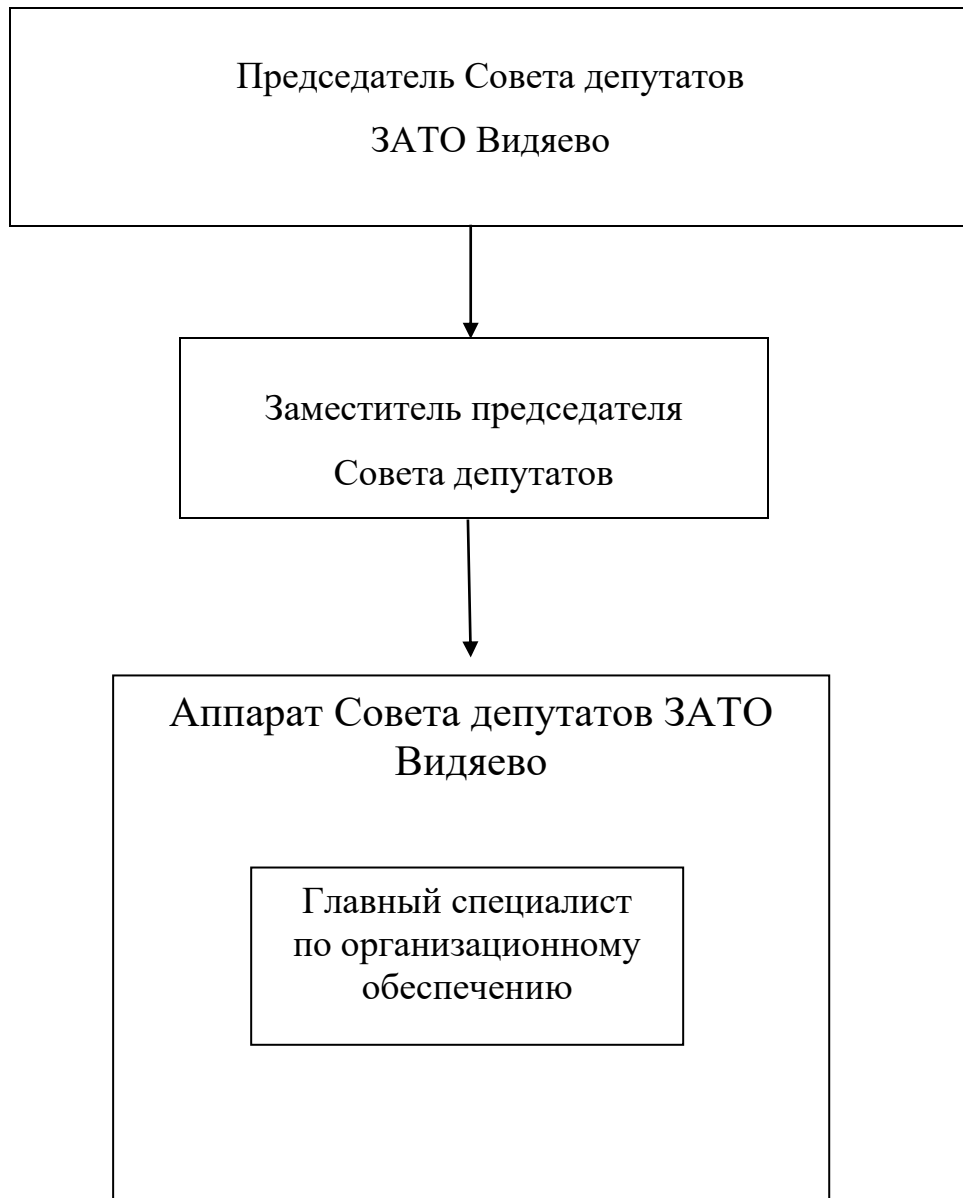 Председатель Совета депутатов
ЗАТО Видяево
Заместитель председателя
Совета депутатов
Аппарат Совета депутатов ЗАТО
Видяево
Главный специалист
по организационному
обеспечению